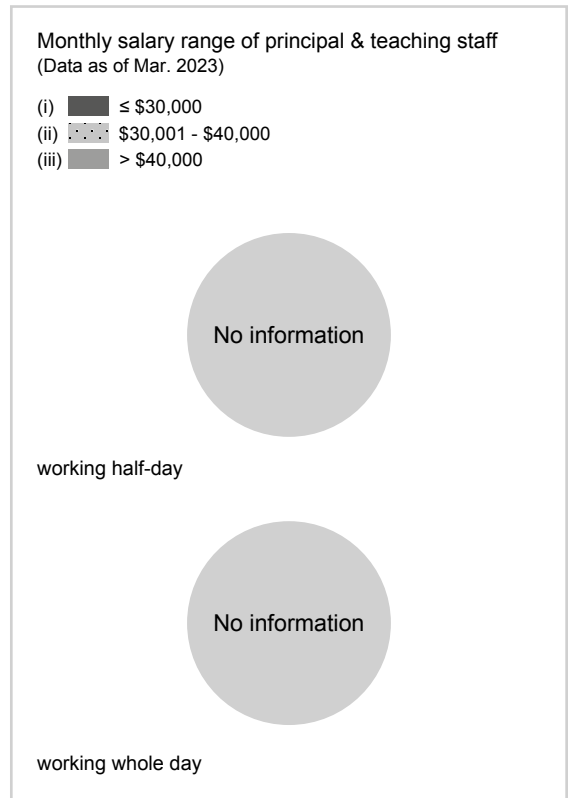 Monthly salary range of principal & teaching staff
(Data as of Mar. 2023)
(i) ≤ $30,000
(ii) $30,001 - $40,000
(iii) > $40,000
No information
working half-day
No information
working whole day